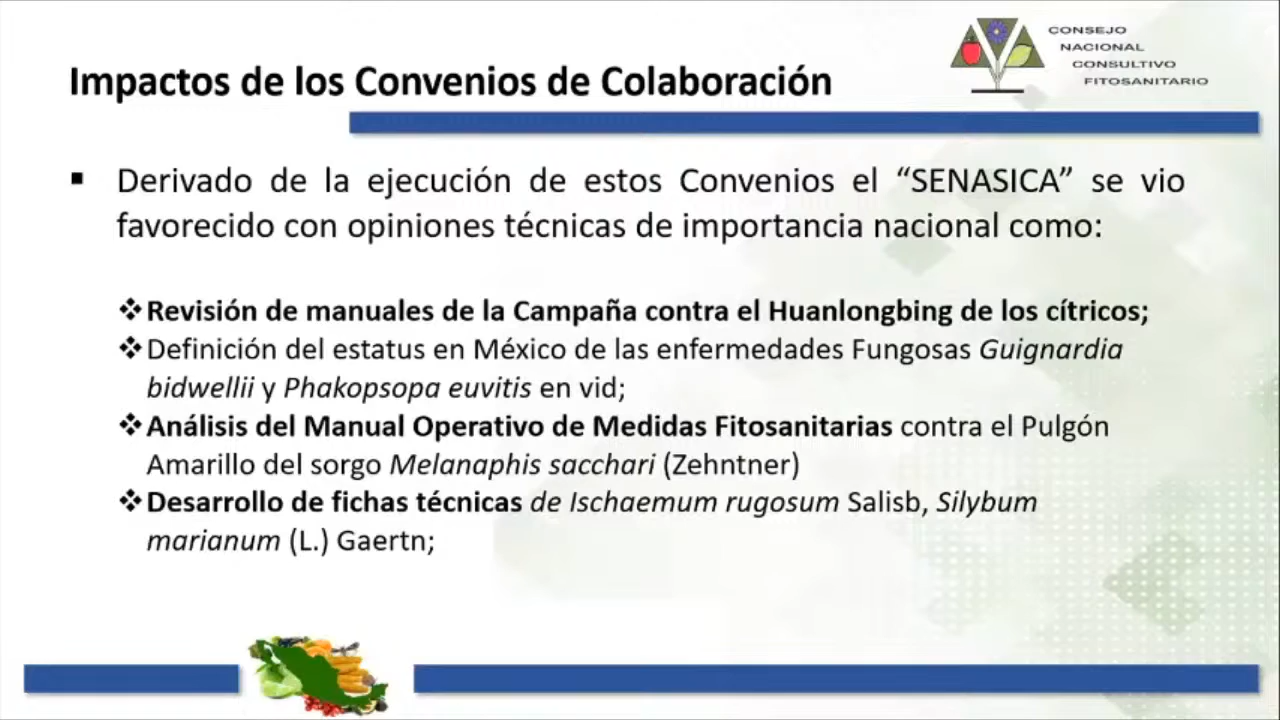 Impactos de los Convenios de Colaboración
CONSEJO
NACIONAL
CONSULTIVO
FITOSANITARIO
▪ Derivado de la ejecución de estos Convenios el “SENASICA” se vio
favorecido con opiniones técnicas de importancia nacional como:
❖Revisión de manuales de la Campaña contra el Huanlongbing de los cítricos;
❖Definición del estatus en México de las enfermedades Fungosas Guignardia
bidwellii y Phakopsopa euvitis en vid;
❖Análisis del Manual Operativo de Medidas Fitosanitarias contra el Pulgón
Amarillo del sorgo Melanaphis sacchari (Zehntner)
❖Desarrollo de fichas técnicas de Ischaemum rugosum Salisb, Silybum
marianum (L.) Gaertn;